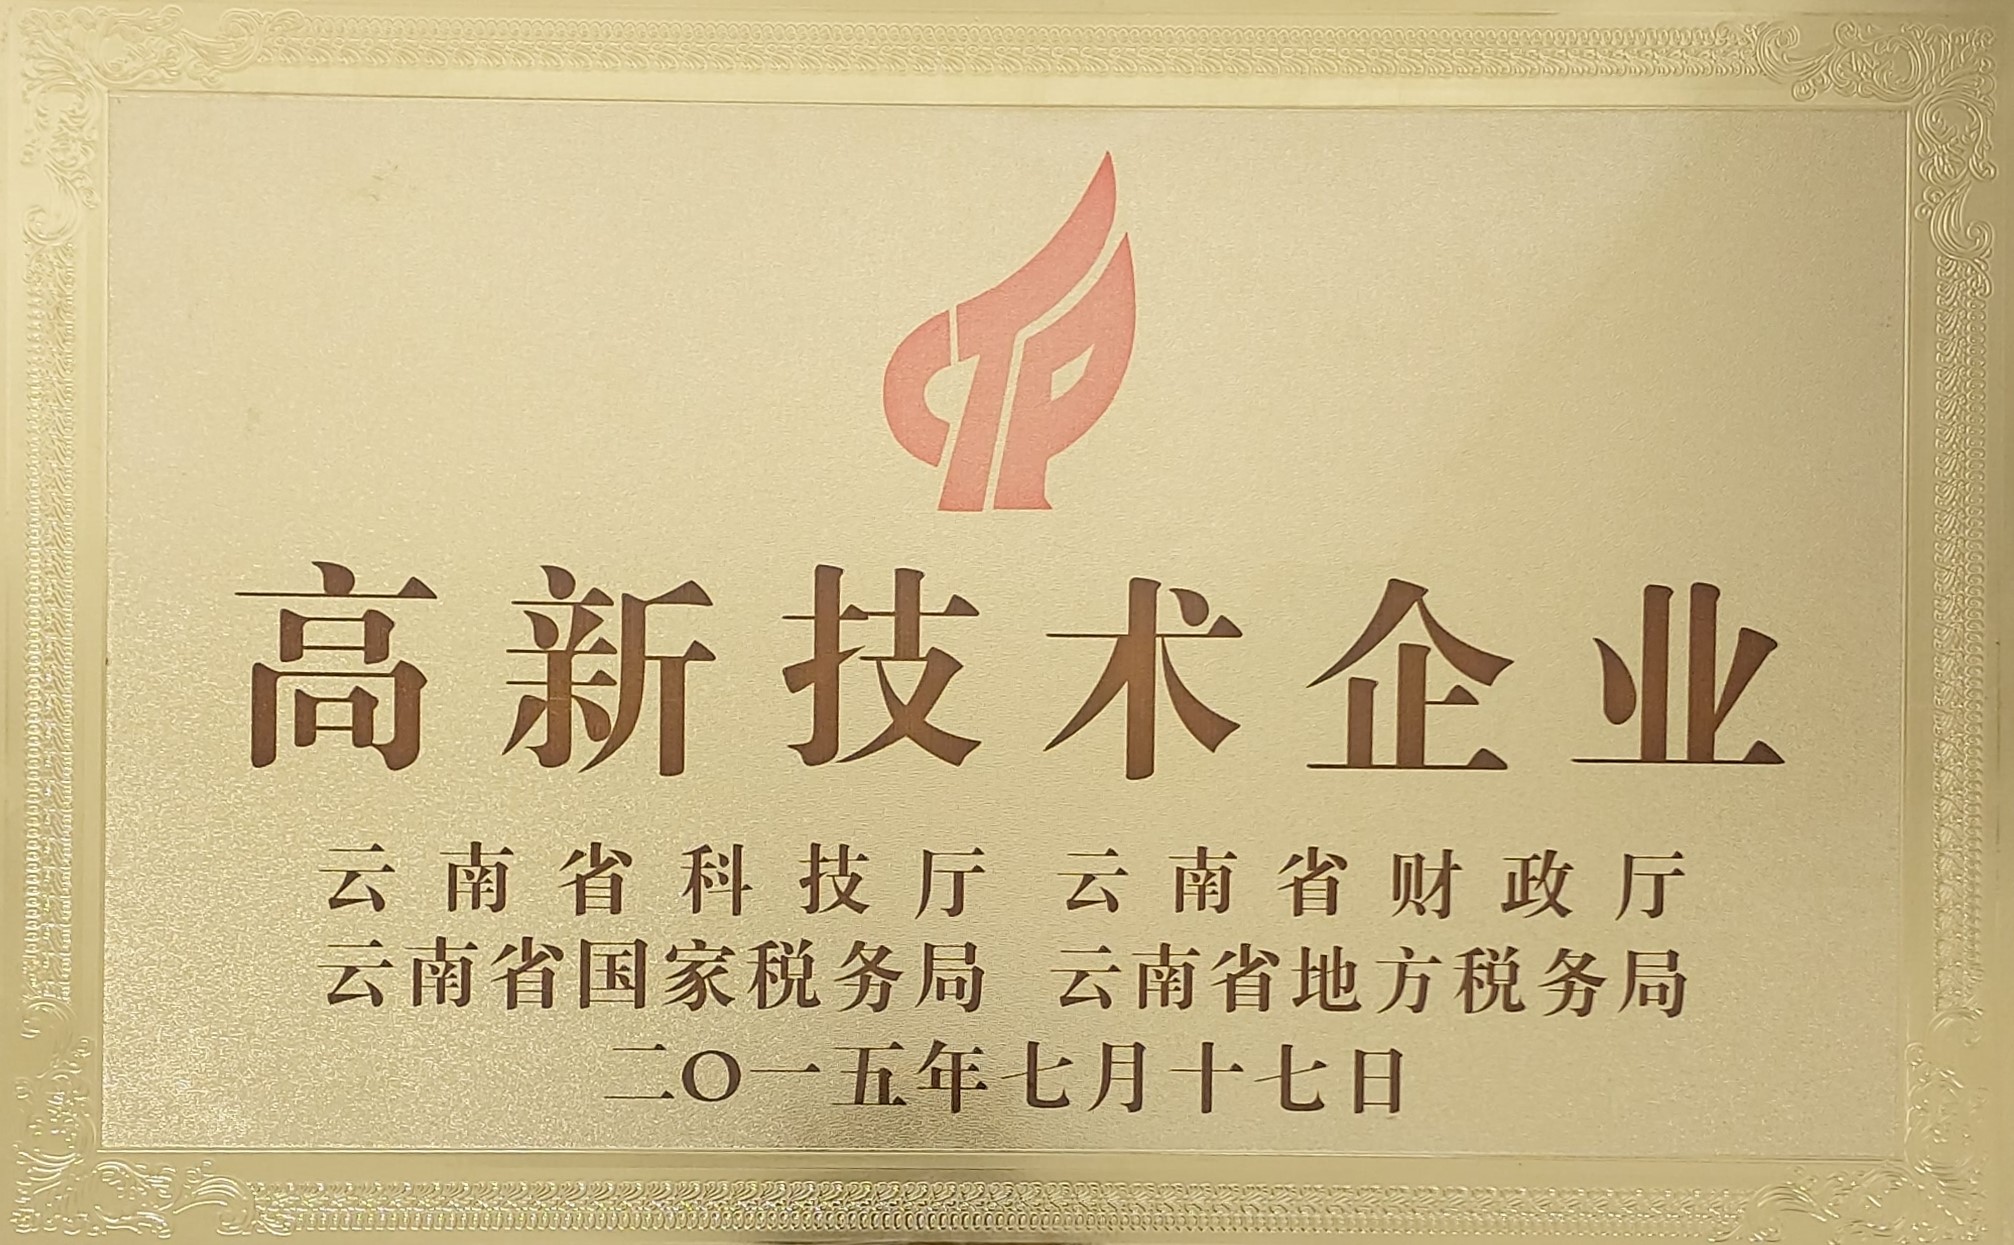 CTP
高新技术企业
云南省科技厅 云南省财政厅
云南省国家税务局 云南省地方税务局
二〇一五年七月十七日